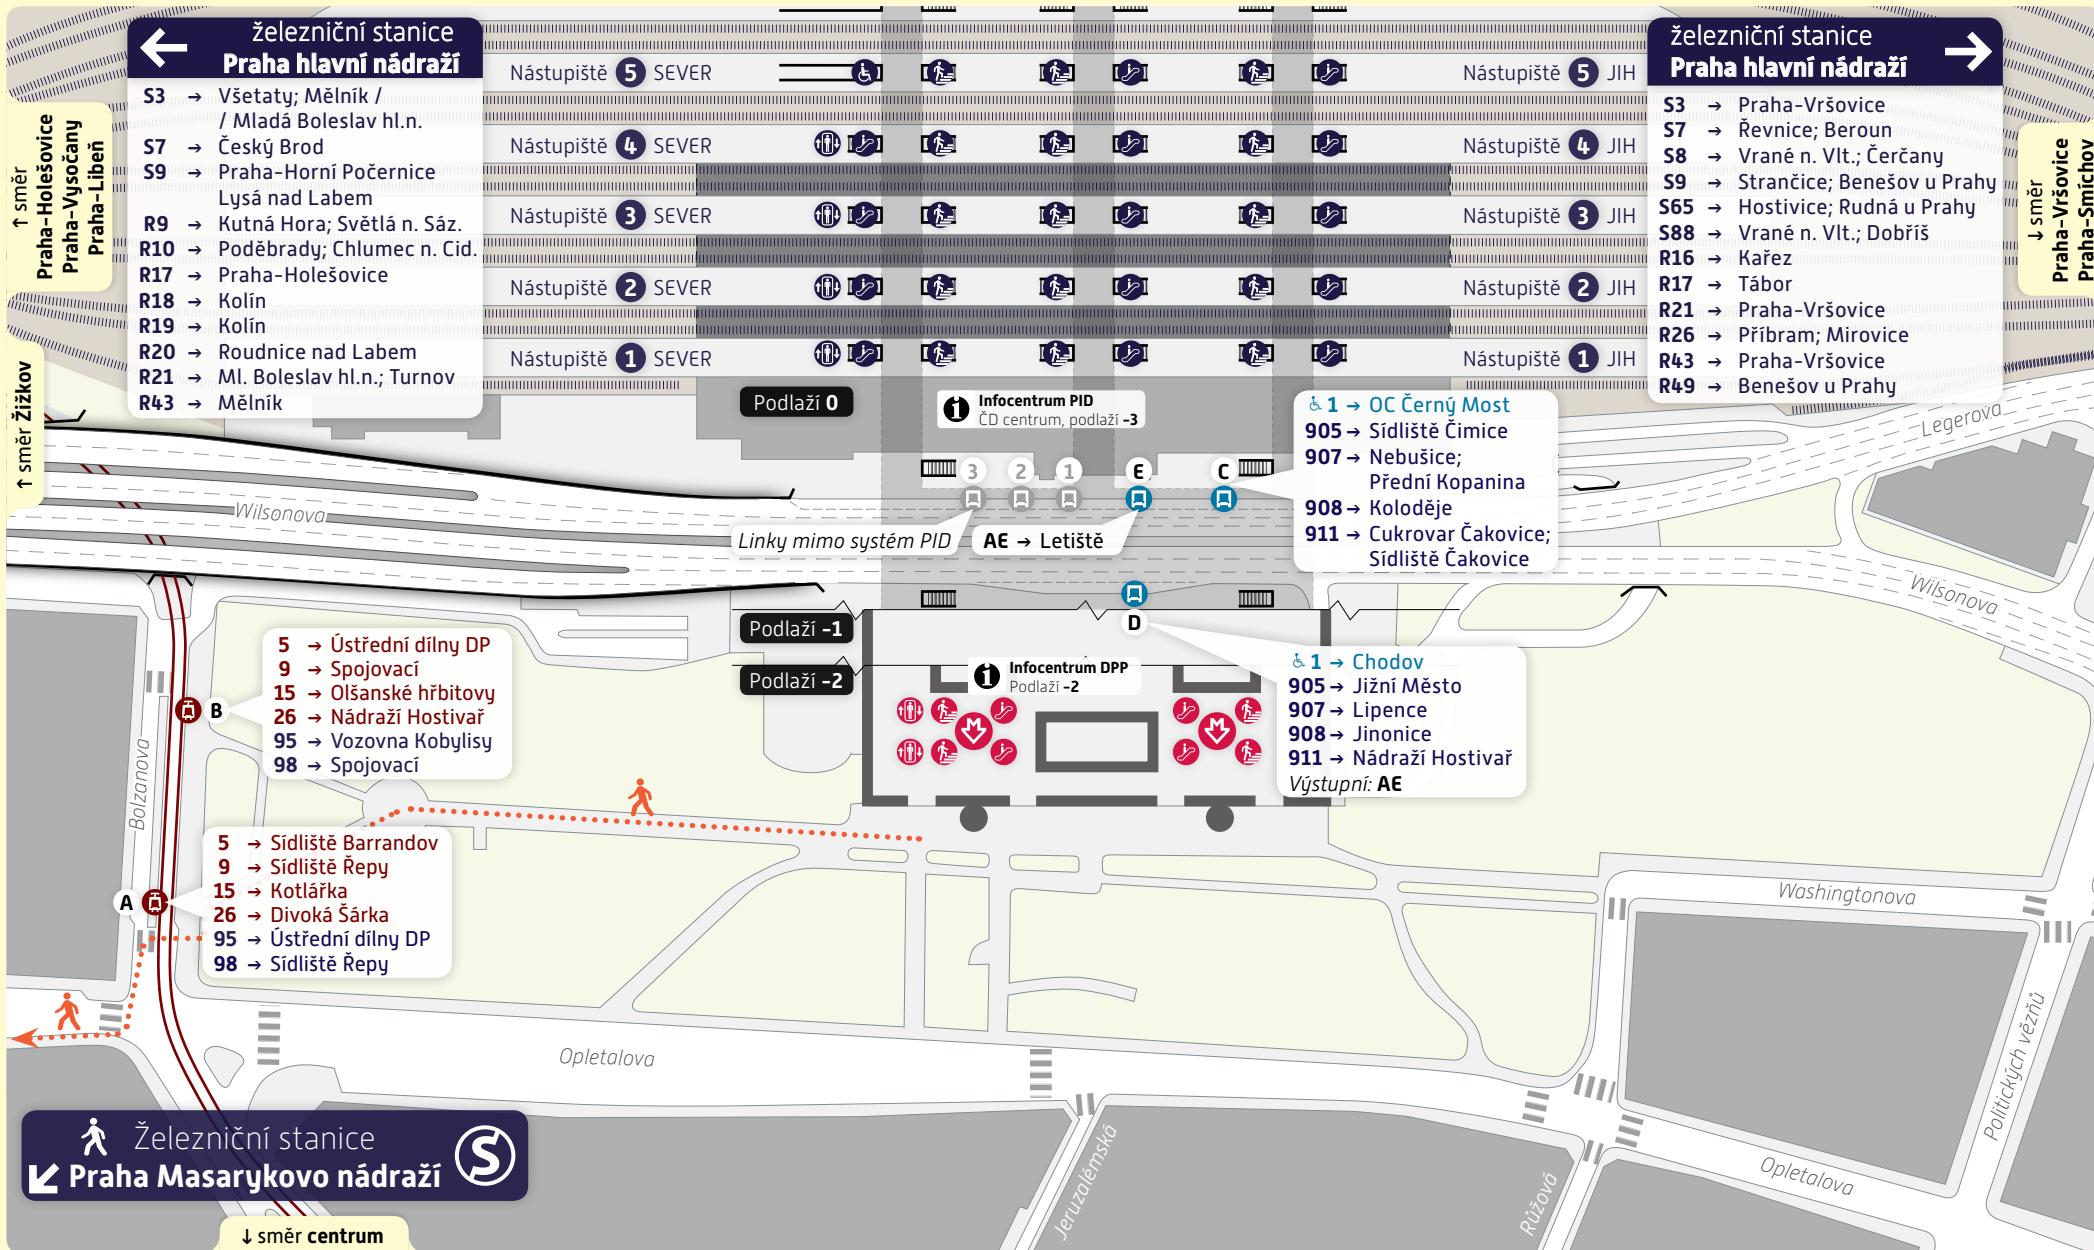 železniční stanice
Praha hlavní nádraží
S3 → Všetaty; Mělník /
/ Mladá Boleslav hl.n.
S7 → Český Brod
S9 → Praha-Horní Počernice
Lysá nad Labem
R9 → Kutná Hora; Světlá n. Sáz.
R10 → Poděbrady; Chlumec n. Cid.
R17 → Praha-Holešovice
R18 → Kolín
R19 → Kolín
R20 → Roudnice nad Labem
R21 → Ml. Boleslav hl.n.; Turnov
R43 → Mělník
↑ směr
Praha-Holešovice
Praha-Vysočany
Praha-Libeň
↑ směr Žižkov
Nástupiště 5 SEVER
Nástupiště 4 SEVER
Nástupiště 3 SEVER
Nástupiště 2 SEVER
Nástupiště 1 SEVER
Nástupiště 5 JIH
Nástupiště 4 JIH
Nástupiště 3 JIH
Nástupiště 2 JIH
Nástupiště 1 JIH
železniční stanice
Praha hlavní nádraží
S3 → Praha-Vršovice
S7 → Řevnice; Beroun
S8 → Vrané n. Vlt.; Čerčany
S9 → Strančice; Benešov u Prahy
S65 → Hostivice; Rudná u Prahy
S88 → Vrané n. Vlt.; Dobříš
R16 → Kařez
R17 → Tábor
R21 → Praha-Vršovice
R26 → Příbram; Mirovice
R43 → Praha-Vršovice
R49 → Benešov u Prahy
↓ směr
Praha-Vršovice
Praha-Smíchov
Podlaží 0
Infocentrum PID
ČD centrum, podlaží -3
1 → OC Černý Most
905 → Sídliště Čimice
907 → Nebušice;
Přední Kopanina
908 → Koloděje
911 → Cukrovar Čakovice;
Sídliště Čakovice
Legerova
3 2 1 E C
Wilsonova
Linky mimo systém PID
AE → Letiště
Wilsonova
D
Podlaží -1
Podlaží -2
Infocentrum DPP
Podlaží -2
1 → Chodov
905 → Jižní Město
907 → Lipence
908 → Jinonice
911 → Nádraží Hostivař
Výstupní: AE
B
5 → Ústřední dílny DP
9 → Spojovací
15 → Olšanské hřbitovy
26 → Nádraží Hostivař
95 → Vozovna Kobylisy
98 → Spojovací
Bolzanova
A
5 → Sídliště Barrandov
9 → Sídliště Řepy
15 → Kotlářka
26 → Divoká Šárka
95 → Ústřední dílny DP
98 → Sídliště Řepy
Washingtonova
Politických vězňů
Opletalova
Jeruzalémská
Růžová
Opletalova
Železniční stanice
Praha Masarykovo nádraží
S
↓ směr centrum